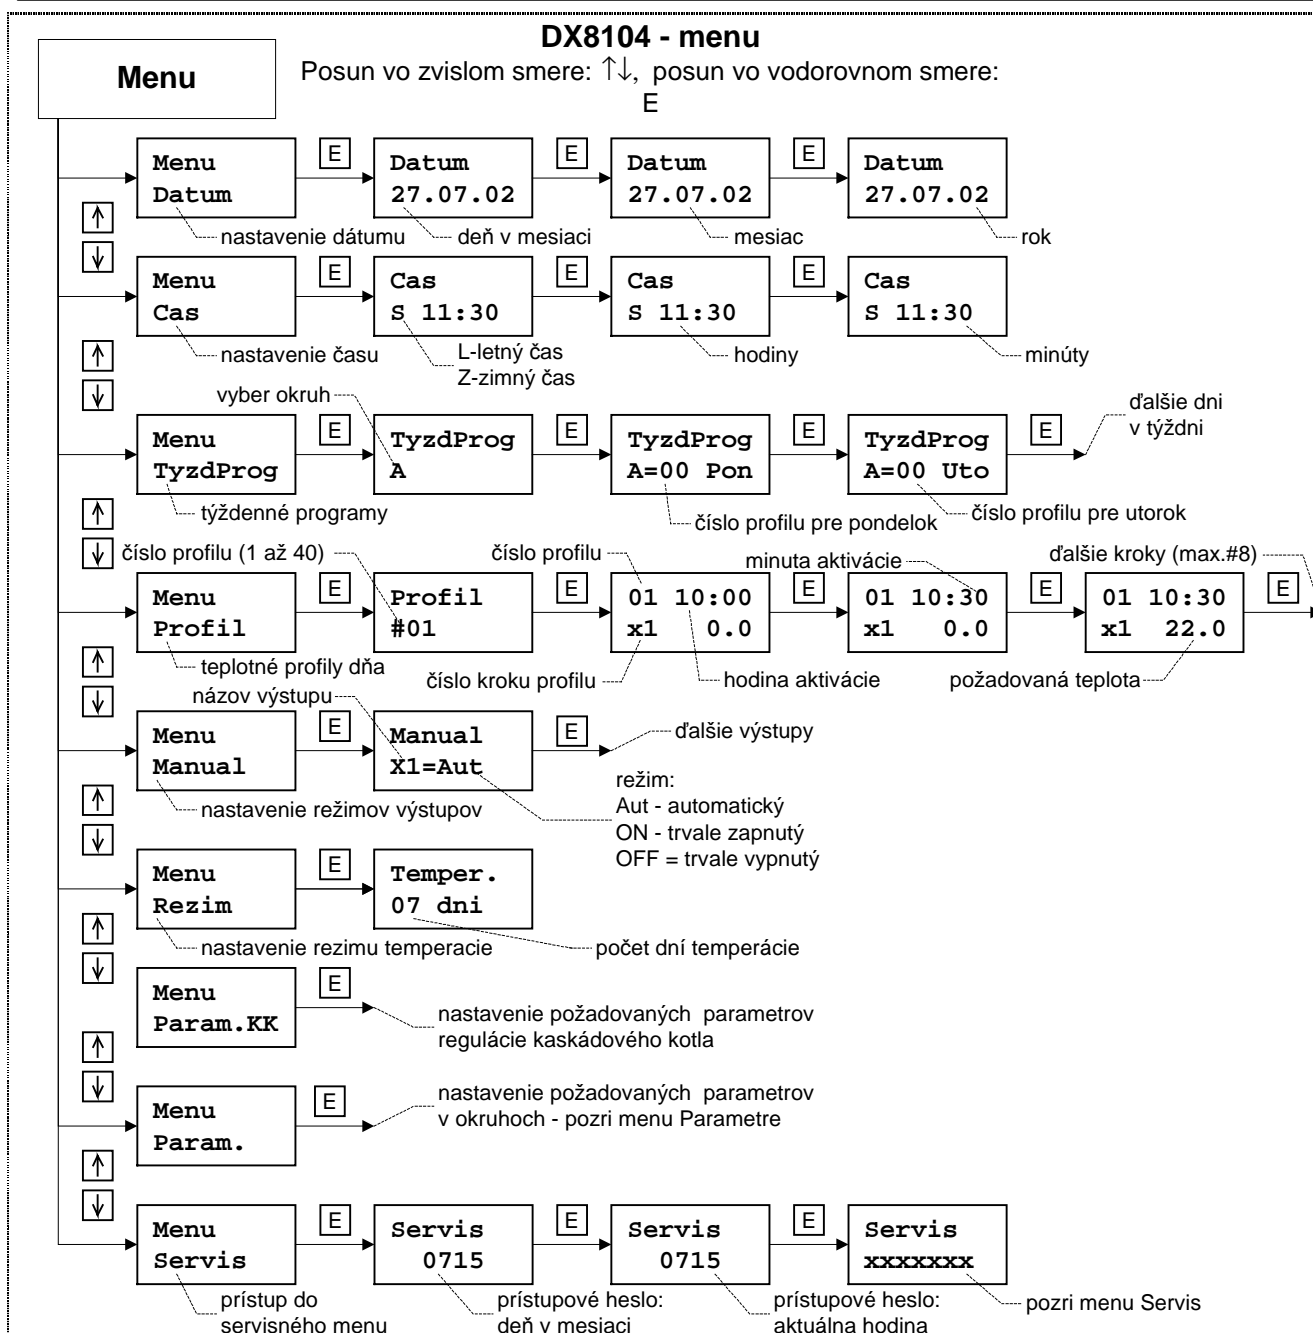 DX8104 - menu
Menu
Posun vo zvislom smere: ↑↓, posun vo vodorovnom smere:
E
Menu E Datum E Datum E Datum
Datum 27.07.02 27.07.02 27.07.02
↑
nastavenie dátumu deň v mesiaci mesiac rok
↓
Menu E Cas E Cas E Cas
Cas S 11:30 S 11:30 S 11:30
↑
nastavenie času L-letný čas hodiny minúty
Z-zimný čas
↓
vyber okruh
ďalšie dni
v týždni
Menu E TyzdProg E TyzdProg E TyzdProg E
TyzdProg A A=00 Pon A=00 Uto
↑
týždenné programy číslo profilu pre pondelok číslo profilu pre utorok
↓
číslo profilu (1 až 40) číslo profilu minuta aktivácie ďalšie kroky (max.#8)
Menu E Profil E 01 10:00 E 01 10:30 E 01 10:30 E
Profil #01 x1 0.0 x1 0.0 x1 22.0
↑
teplotné profily dňa číslo kroku profilu hodina aktivácie požadovaná teplota
↓
názov výstupu
Menu E Manual E ďalšie výstupy
Manual X1=Aut
↑
nastavenie režimov výstupov
režim:
Aut - automatický
ON - trvale zapnutý
OFF = trvale vypnutý
↓
Menu E Temper.
Rezim 07 dni
↑
nastavenie rezimu temperacie počet dní temperácie
↓
Menu E
Param.KK
nastavenie požadovaných parametrov
regulácie kaskádového kotla
↑
↓
Menu E
Param.
nastavenie požadovaných parametrov
v okruhoch - pozri menu Parametre
↑
↓
Menu E Servis E Servis E Servis
Servis 0715 0715 xxxxxxx
prístup do prístupové heslo: prístupové heslo: pozri menu Servis
servisného menu deň v mesiaci aktuálna hodina